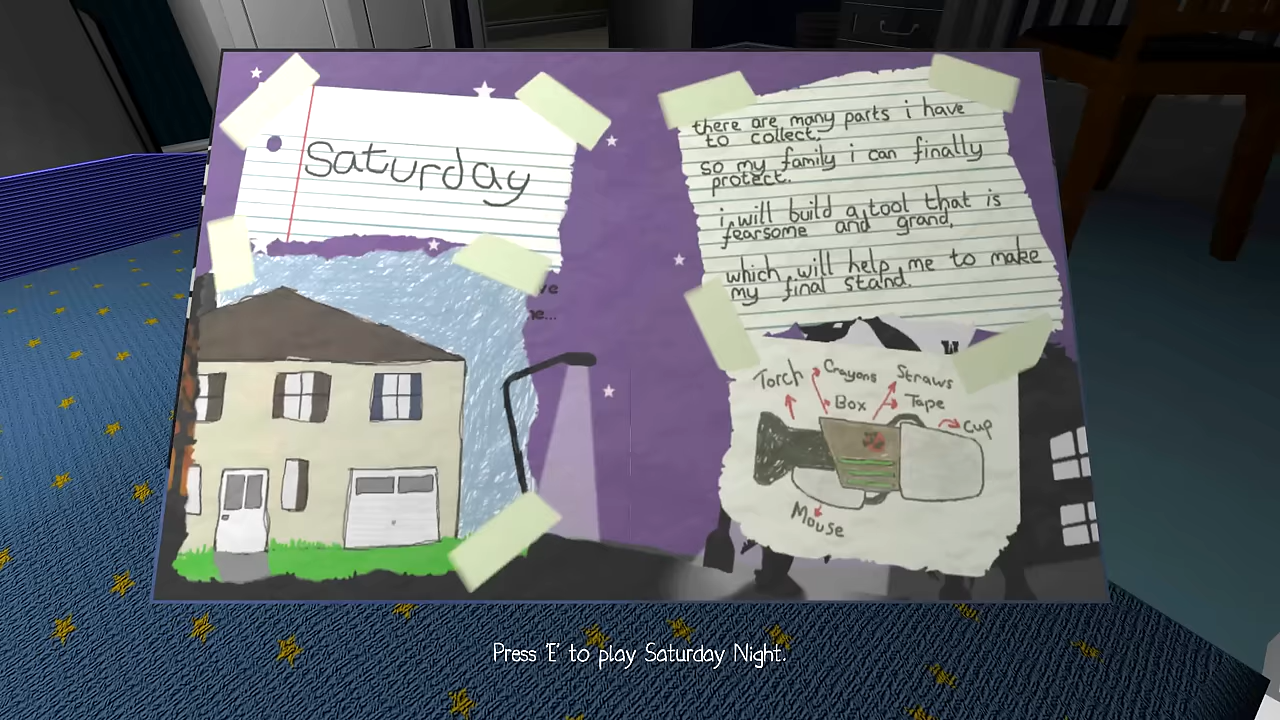 Saturday
ve
e...
there are many parts i have
to collect.
so my family i can finally
protect.
i will build a tool that is
fearsome and grand,
which will help me to make
my final stand.
Torch
Crayons
Straws
Box
Tape
Cup
Mouse
Press 'E' to play Saturday Night.